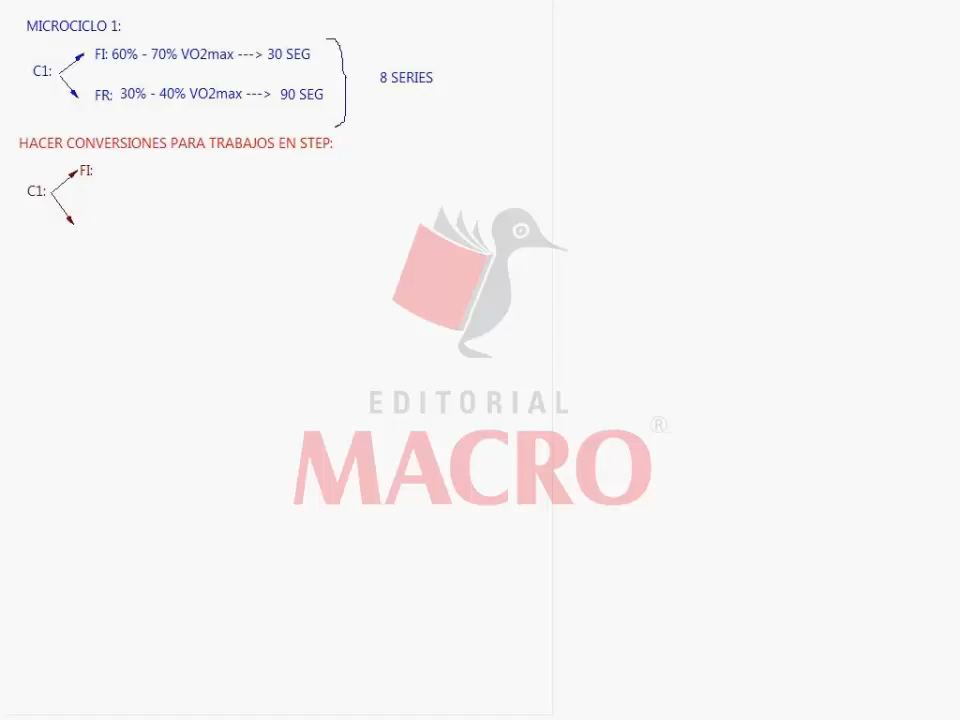 MICROCICLO 1:
FI: 60% - 70% VO2max ---> 30 SEG
C1:
8 SERIES
FR: 30% - 40% VO2max ---> 90 SEG
HACER CONVERSIONES PARA TRABAJOS EN STEP:
FI:
C1:
EDITORIAL
MACRO®